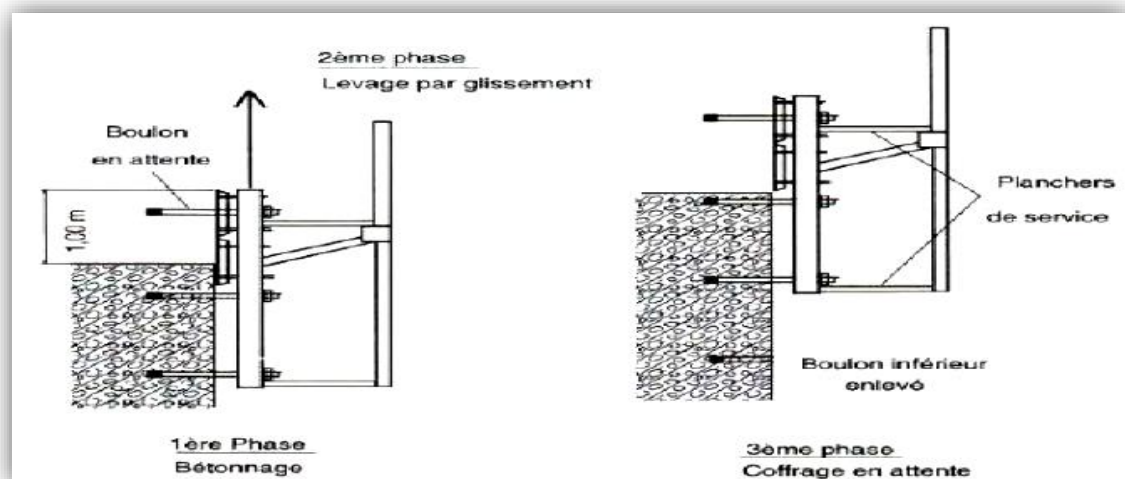 2ème phase
Levage par glissement
Boulon
en attente
1,00 m
Planchers
de service
Boulon inférieur
enlevé
1ère Phase
Bétonnage
3ème phase
Coffrage en attente